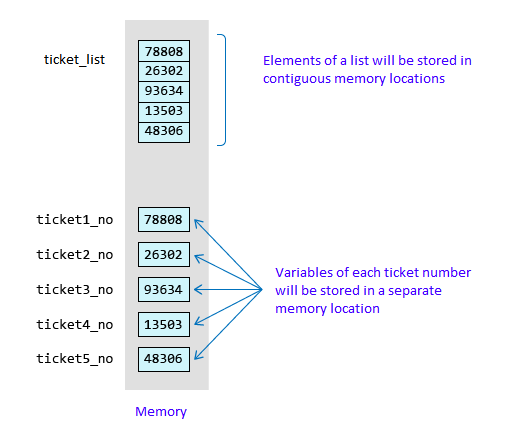 ticket_list
78808
26302
93634
13503
48306
Elements of a list will be stored in
contiguous memory locations
ticket1_no
78808
ticket2_no
26302
ticket3_no
93634
ticket4_no
13503
ticket5_no
48306
Variables of each ticket number
will be stored in a separate
memory location
Memory